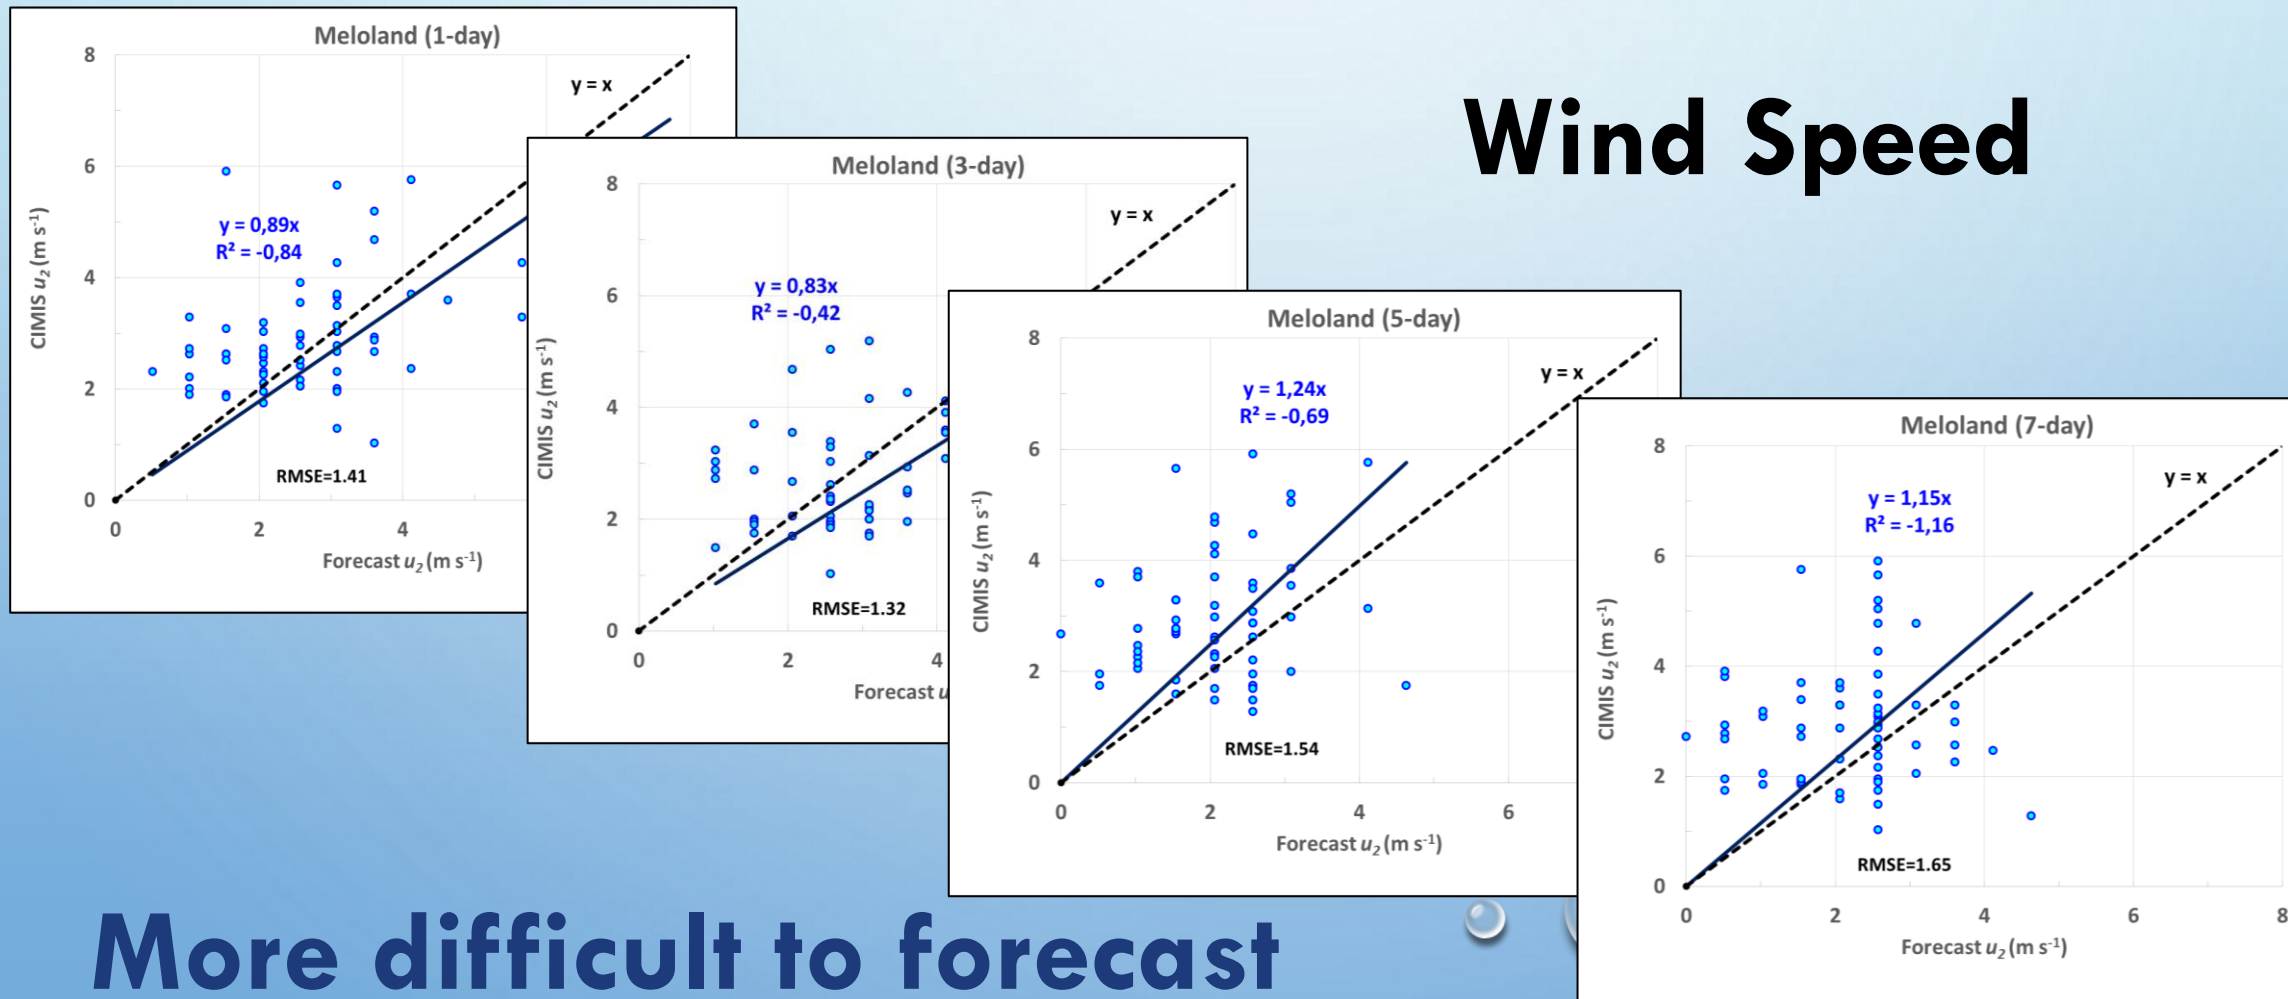 Wind Speed
Meloland (1-day)
8
6
4
2
0
CIMIS u2 (m s-1)
y = x
y = 0,89x
R² = -0,84
RMSE=1.41
0 2 4
Forecast u2 (m s-1)
Meloland (3-day)
8
6
4
2
0
CIMIS u2 (m s-1)
y = x
y = 0,83x
R² = -0,42
RMSE=1.32
0 2 4
Forecast u
Meloland (5-day)
8
6
4
2
0
CIMIS u2 (m s-1)
y = x
y = 1,24x
R² = -0,69
RMSE=1.54
0 2 4 6
Forecast u2 (m s-1)
Meloland (7-day)
8
6
4
2
0
CIMIS u2 (m s-1)
y = x
y = 1,15x
R² = -1,16
RMSE=1.65
0 2 4 6 8
Forecast u2 (m s-1)
More difficult to forecast